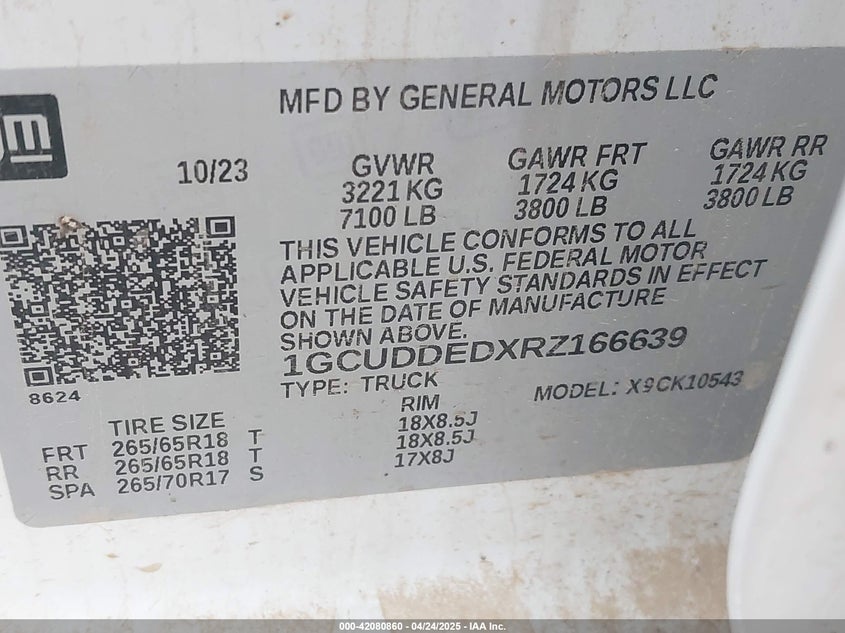 MFD BY GENERAL MOTORS LLC
GM
10/23
GVWR GAWR FRT GAWR RR
3221 KG 1724 KG 1724 KG
7100 LB 3800 LB 3800 LB
THIS VEHICLE CONFORMS TO ALL
APPLICABLE U.S. FEDERAL MOTOR
VEHICLE SAFETY STANDARDS IN EFFECT
ON THE DATE OF MANUFACTURE
SHOWN ABOVE.
1GCUDDEDXRZ166639
TYPE: TRUCK MODEL: X9CK10543
8624
TIRE SIZE RIM
FRT 265/65R18 T 18X8.5J
RR 265/65R18 T 18X8.5J
SPA 265/70R17 S 17X8J
000-42080860 - 04/24/2025 - IAA Inc.